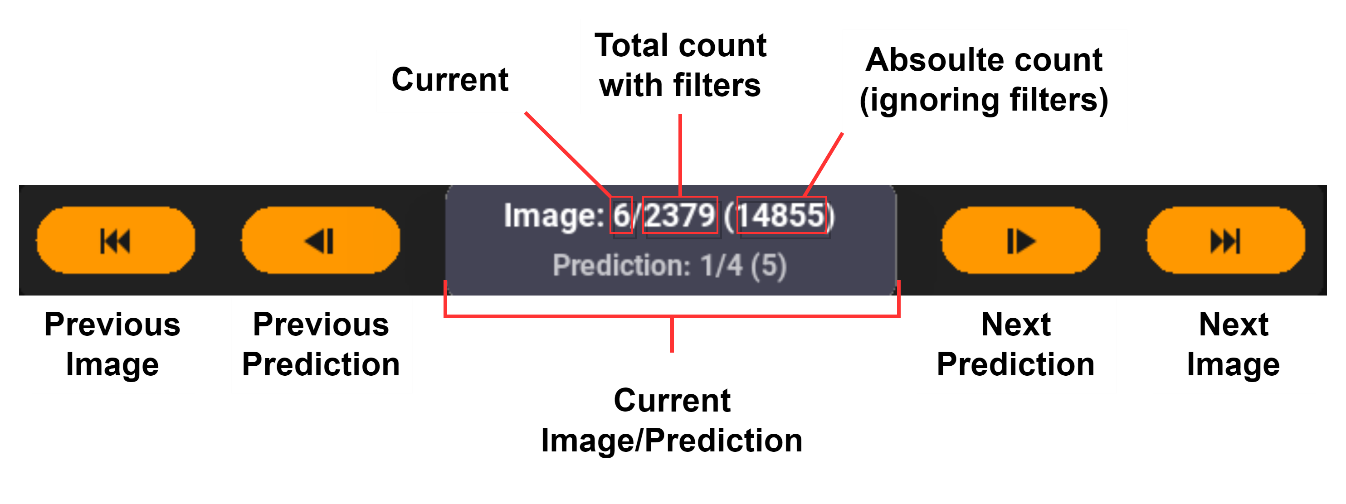 Current
Total count
with filters
Absoulte count
(ignoring filters)
Image: 6/2379 (14855)
Prediction: 1/4 (5)
Previous
Image
Previous
Prediction
Next
Prediction
Next
Image
Current
Image/Prediction